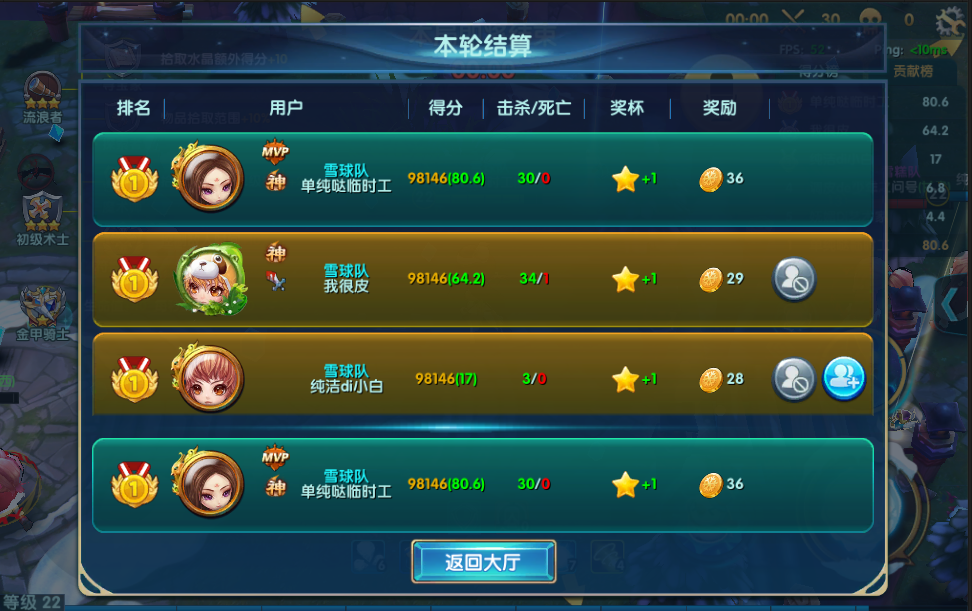 00:00 30 0
本轮结算
拾取水晶额外得分+10
FPS: 52
Ping: <10ms
得分榜 贡献榜
排名 用户 得分 击杀/死亡 奖杯 奖励
流浪者
80.6
64.2
17
6.8
4.4
80.6
MVP
1 神 雪球队 98146(80.6) 30/0 +1 36
单纯哒临时工
初级术士
神
1 雪球队 98146(64.2) 34/1 +1 29
我很皮
金甲骑士
1 雪球队 98146(17) 3/0 +1 28
纯洁di小白
MVP
1 神 雪球队 98146(80.6) 30/0 +1 36
单纯哒临时工
返回大厅
等级 22